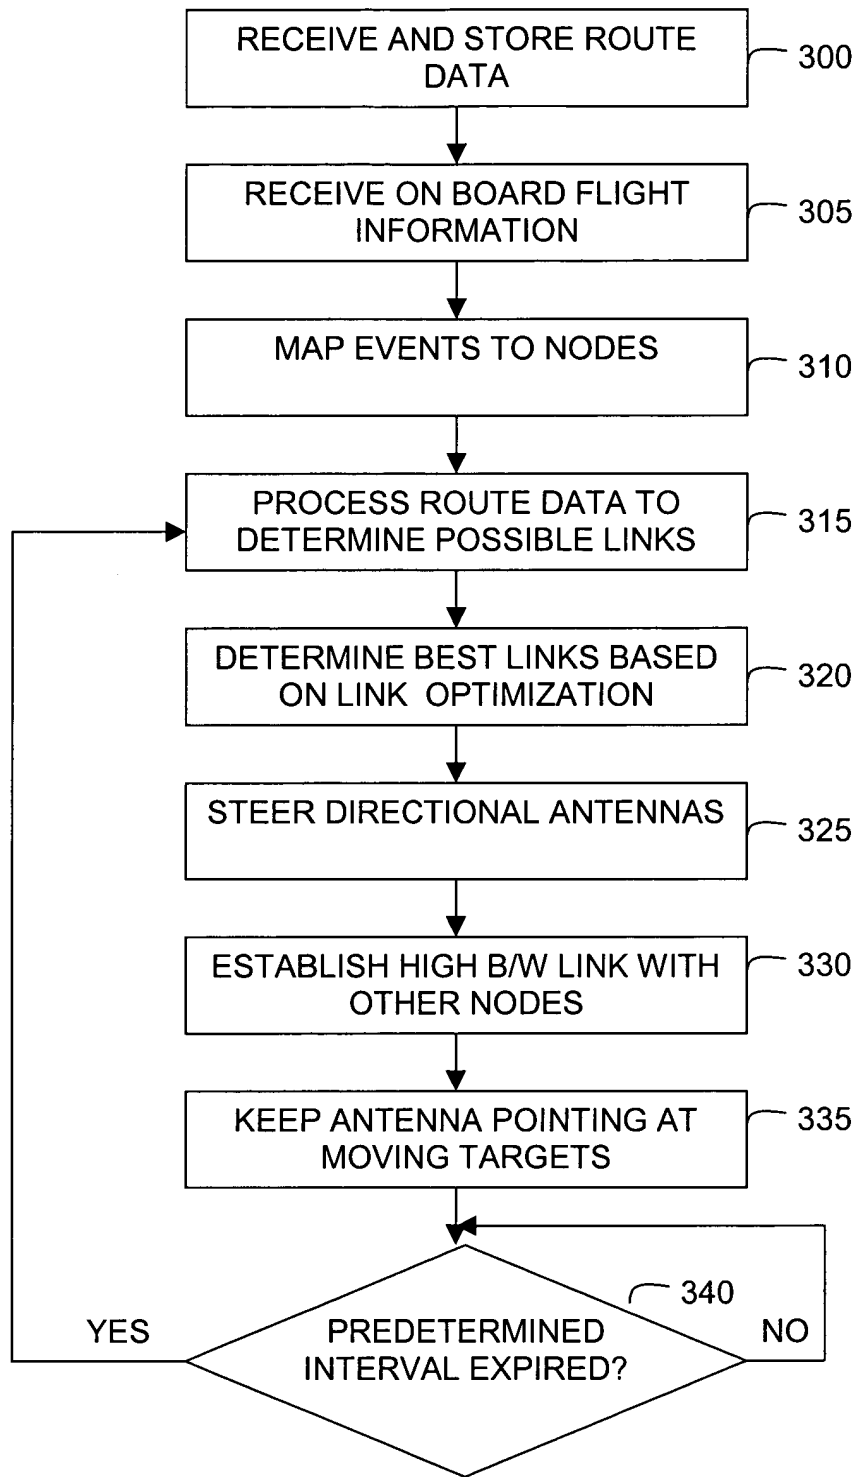 RECEIVE AND STORE ROUTE
DATA
300
RECEIVE ON BOARD FLIGHT
INFORMATION
305
MAP EVENTS TO NODES
310
PROCESS ROUTE DATA TO
DETERMINE POSSIBLE LINKS
315
DETERMINE BEST LINKS BASED
ON LINK OPTIMIZATION
320
STEER DIRECTIONAL ANTENNAS
325
ESTABLISH HIGH B/W LINK WITH
OTHER NODES
330
KEEP ANTENNA POINTING AT
MOVING TARGETS
335
340
YES
PREDETERMINED
INTERVAL EXPIRED?
NO